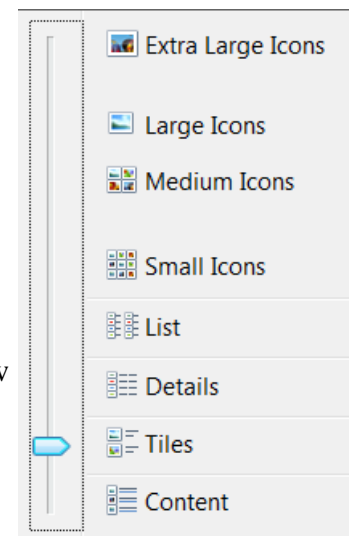 Extra Large Icons
Large Icons
Medium Icons
Small Icons
List
Details
Tiles
Content